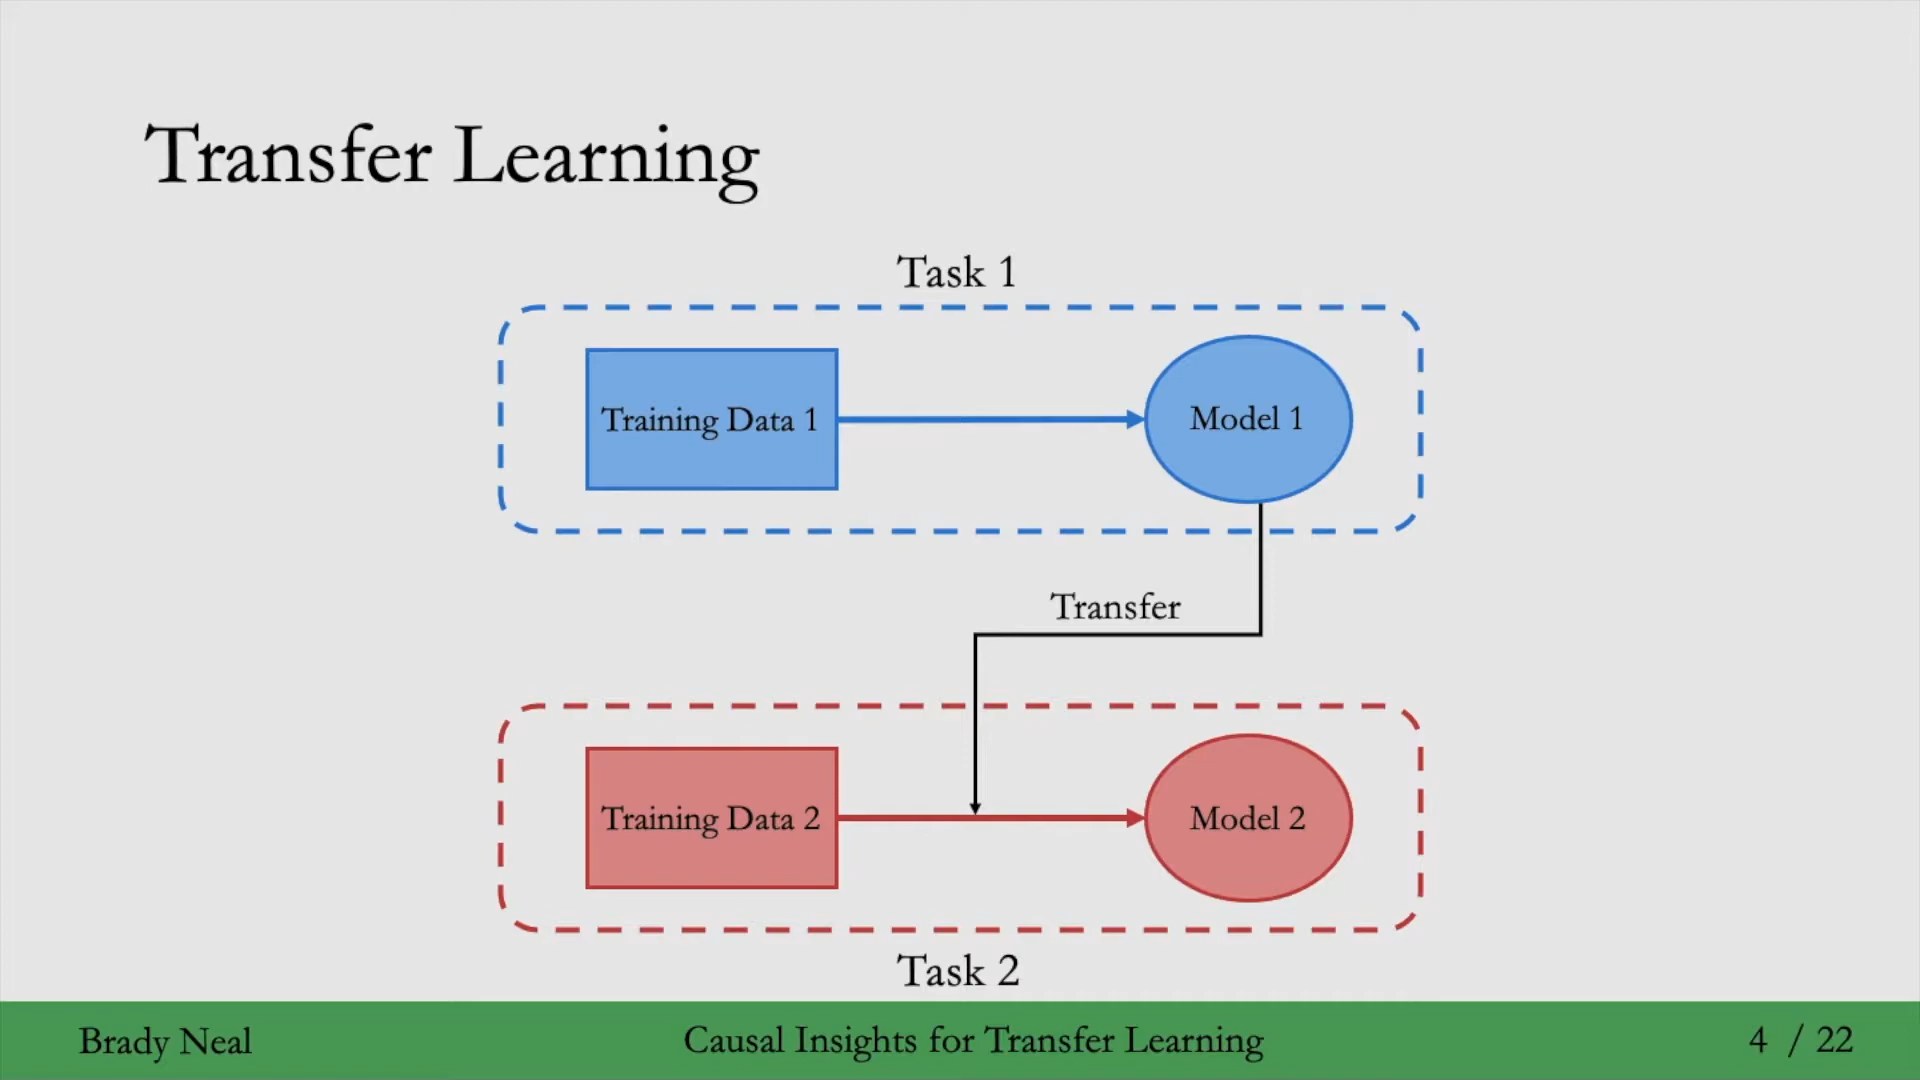 Transfer Learning
Task 1
Training Data 1
Model 1
Transfer
Training Data 2
Model 2
Task 2
Brady Neal
Causal Insights for Transfer Learning
4 / 22